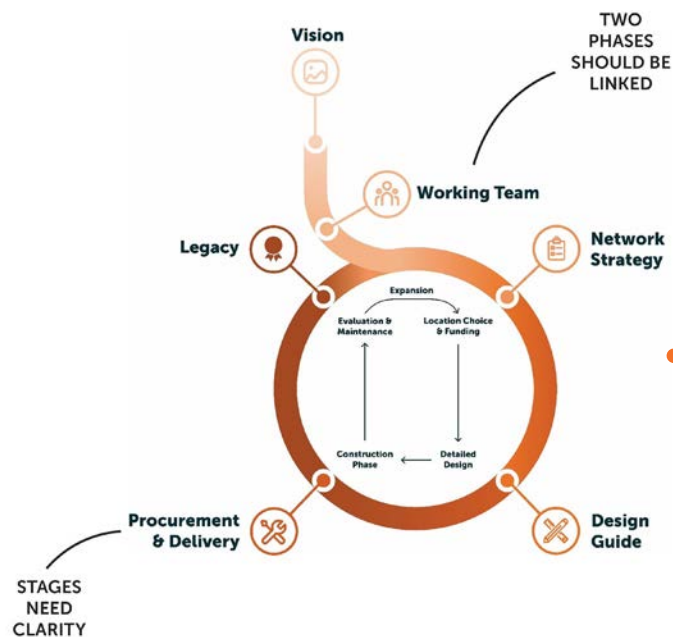 TWO
PHASES
SHOULD BE
LINKED
Vision
Working Team
Legacy
Network
Strategy
Expansion
Evaluation &
Maintenance
Location Choice
& Funding
Construction
Phase
Detailed
Design
Procurement
& Delivery
Design
Guide
STAGES
NEED
CLARITY